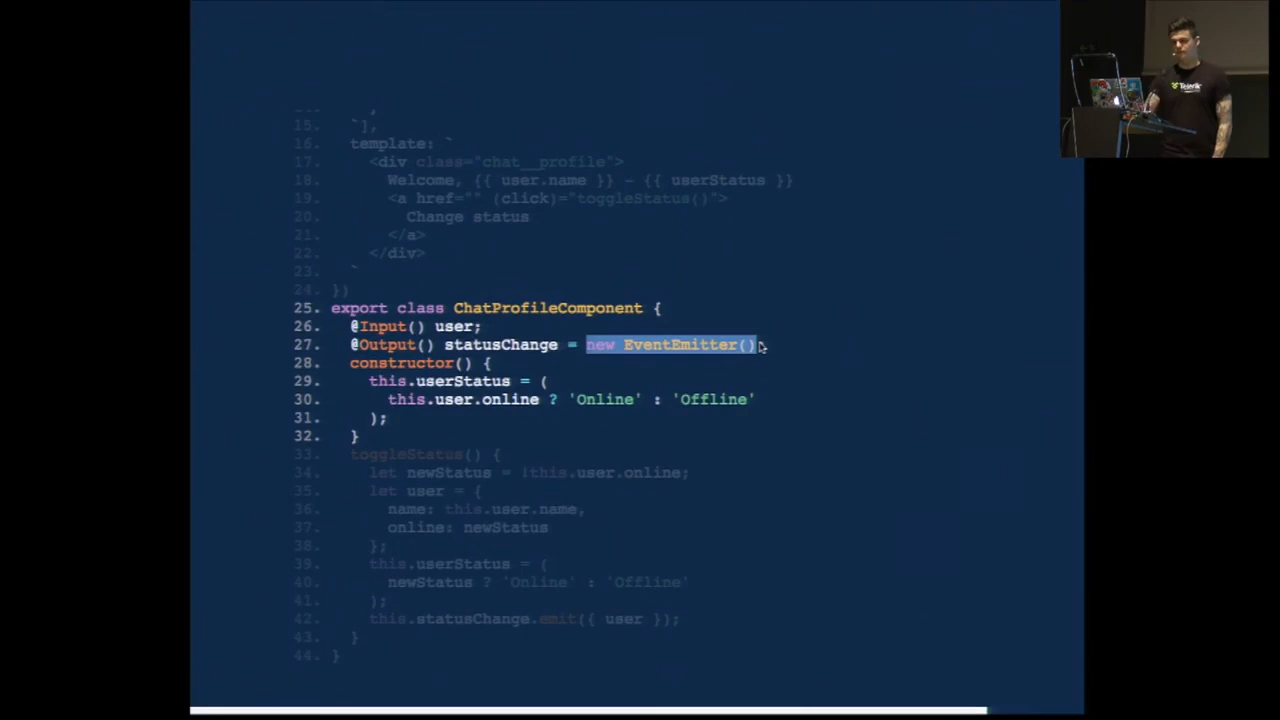 15. `],
16. template: `
17. <div class="chat__profile">
18. Welcome, {{ user.name }} - {{ userStatus }}
19. <a href="" (click)="toggleStatus()">
20. Change status
21. </a>
22. </div>
23. `
24. })
25. export class ChatProfileComponent {
26. @Input() user;
27. @Output() statusChange = new EventEmitter();
28. constructor() {
29. this.userStatus = (
30. this.user.online ? 'Online' : 'Offline'
31. );
32. }
33. toggleStatus() {
34. let newStatus = !this.user.online;
35. let user = {
36. name: this.user.name,
37. online: newStatus
38. };
39. this.userStatus = (
40. newStatus ? 'Online' : 'Offline'
41. );
42. this.statusChange.emit({ user });
43. }
44. }
Telerik